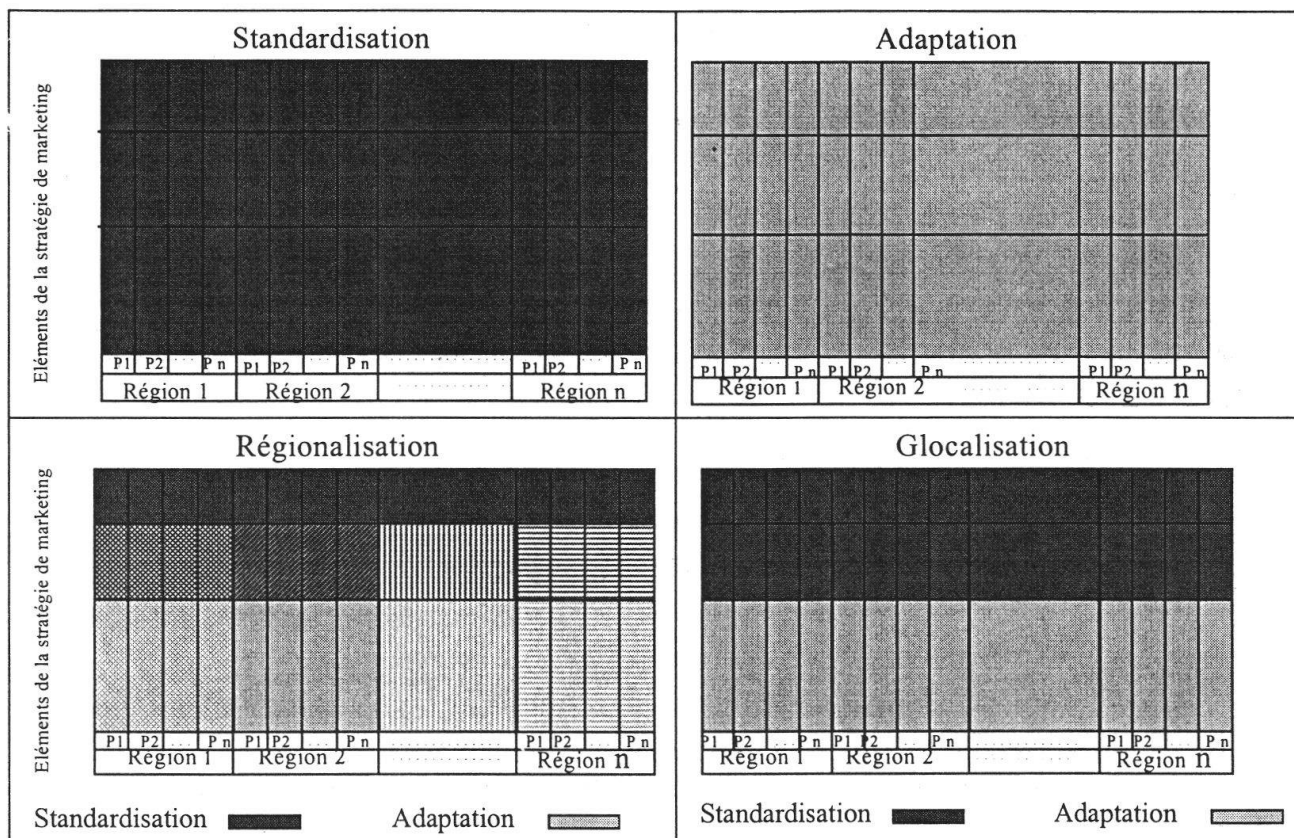 Standardisation
Eléments de la stratégie de marketing
P1 P2 ..... P n P1 P2 ..... P n ..................... P1 P2 ..... P n
Région 1 Région 2 ..................... Région n
Adaptation
P1 P2 ..... P n P1 P2 ..... P n ..................... P1 P2 ..... P n
Région 1 Région 2 ..................... Région n
Régionalisation
Eléments de la stratégie de marketing
P1 P2 ..... P n P1 P2 ..... P n ..................... P1 P2 ..... P n
Région 1 Région 2 ..................... Région n
Standardisation Adaptation
Glocalisation
P1 P2 ..... P n P1 P2 ..... P n ..................... P1 P2 ..... P n
Région 1 Région 2 ..................... Région n
Standardisation Adaptation